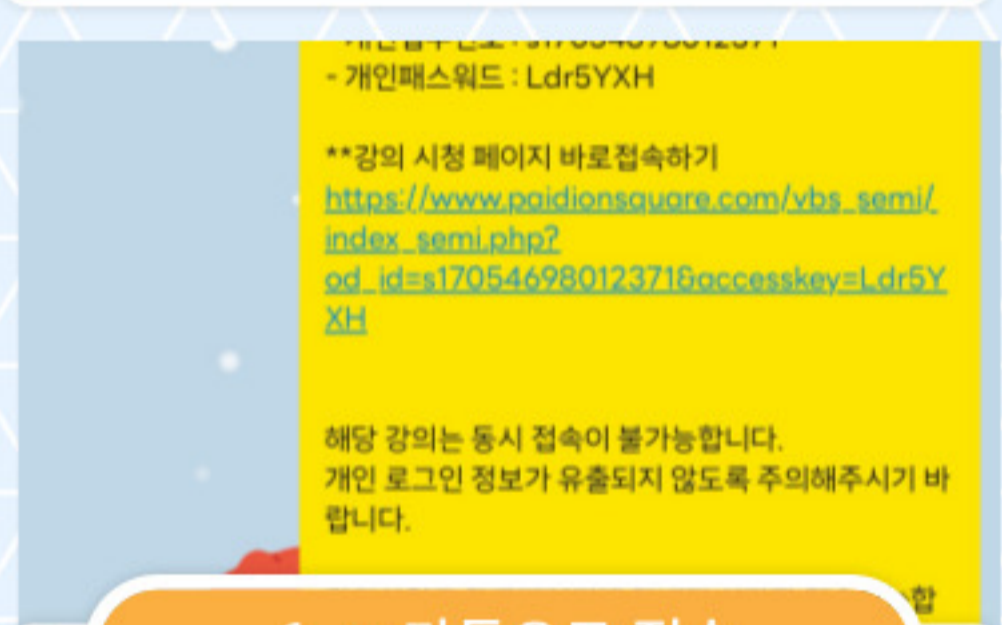 - 개인패스워드 : Ldr5YXH
**강의 시청 페이지 바로접속하기
https://www.paidionsquare.com/vbs_semi/
index_semi.php?
od_id=s17054698012371&accesskey=Ldr5Y
XH
해당 강의는 동시 접속이 불가능합니다.
개인 로그인 정보가 유출되지 않도록 주의해주시기 바
랍니다.
합